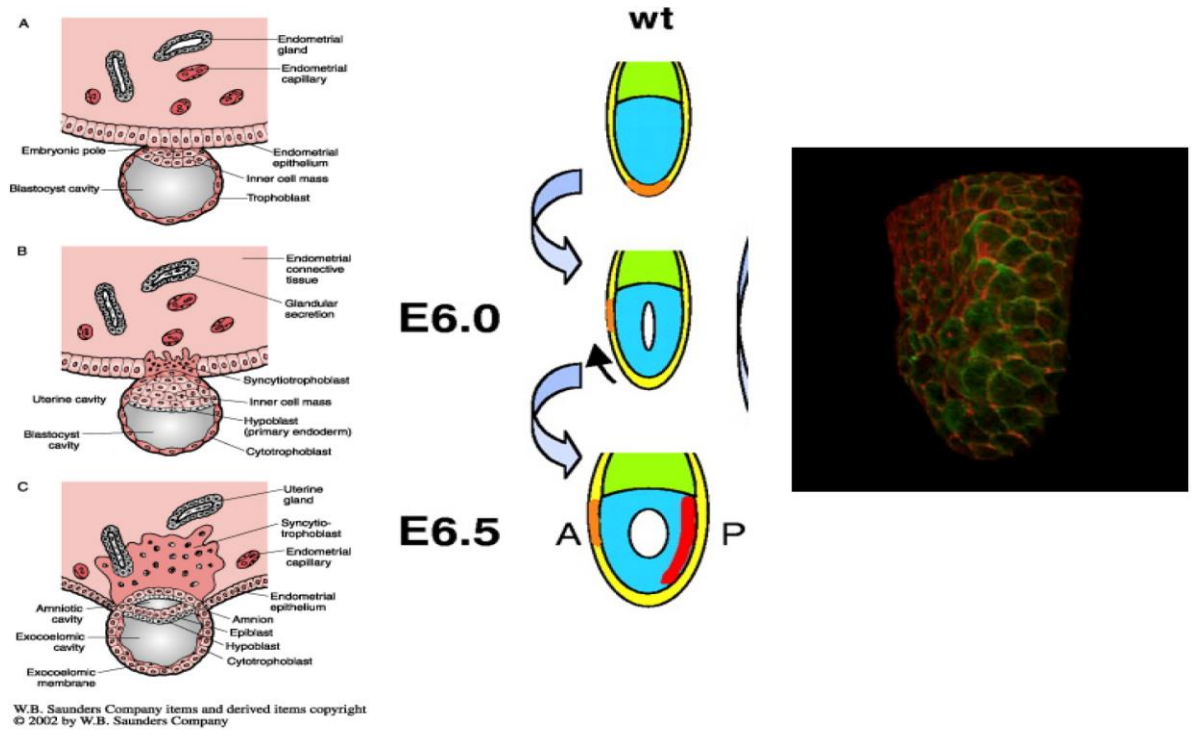 A
Endometrial
gland
Endometrial
capillary
Embryonic pole
Endometrial
epithelium
Inner cell mass
Blastocyst cavity
Trophoblast
B
Endometrial
connective
tissue
Glandular
secretion
Syncytiotrophoblast
Uterine cavity
Inner cell mass
Hypoblast
(primary endoderm)
Blastocyst
cavity
Cytotrophoblast
C
Uterine
gland
Syncytio-
trophoblast
Endometrial
capillary
Endometrial
epithelium
Amniotic
cavity
Amnion
Epiblast
Exocoelomic
cavity
Hypoblast
Cytotrophoblast
Exocoelomic
membrane
W.B. Saunders Company items and derived items copyright
© 2002 by W.B. Saunders Company
wt
E6.0
E6.5
A
P